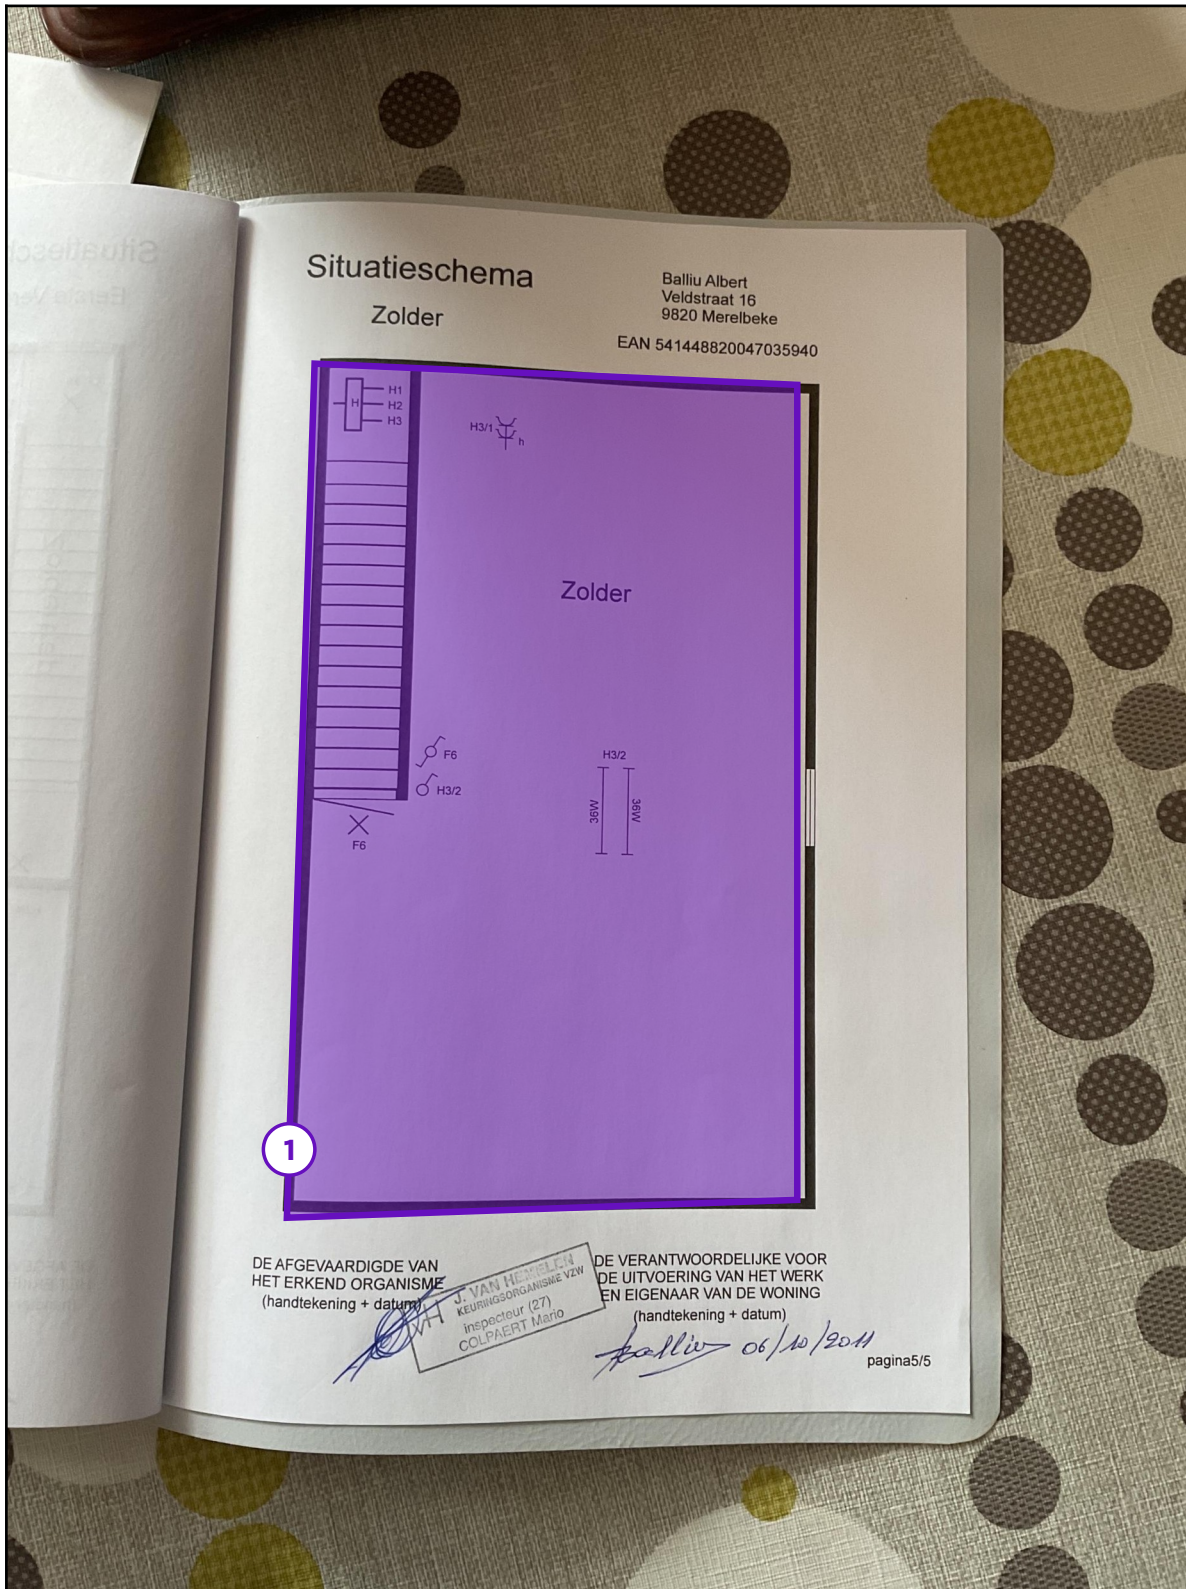 Situatieschema
Zolder
Balliu Albert
Veldstraat 16
9820 Merelbeke
EAN 541448820047035940
H
H1
H2
H3
H3/1
h
Zolder
F6
H3/2
F6
H3/2
36W
36W
1
DE AFGEVAARDIGDE VAN
HET ERKEND ORGANISME
(handtekening + datum)
VH
J. VAN HEMELEN
KEURINGSORGANISME VZW
inspecteur (27)
COLPAERT Mario
DE VERANTWOORDELIJKE VOOR
DE UITVOERING VAN HET WERK
EN EIGENAAR VAN DE WONING
(handtekening + datum)
Balliu 06/10/2011
pagina5/5